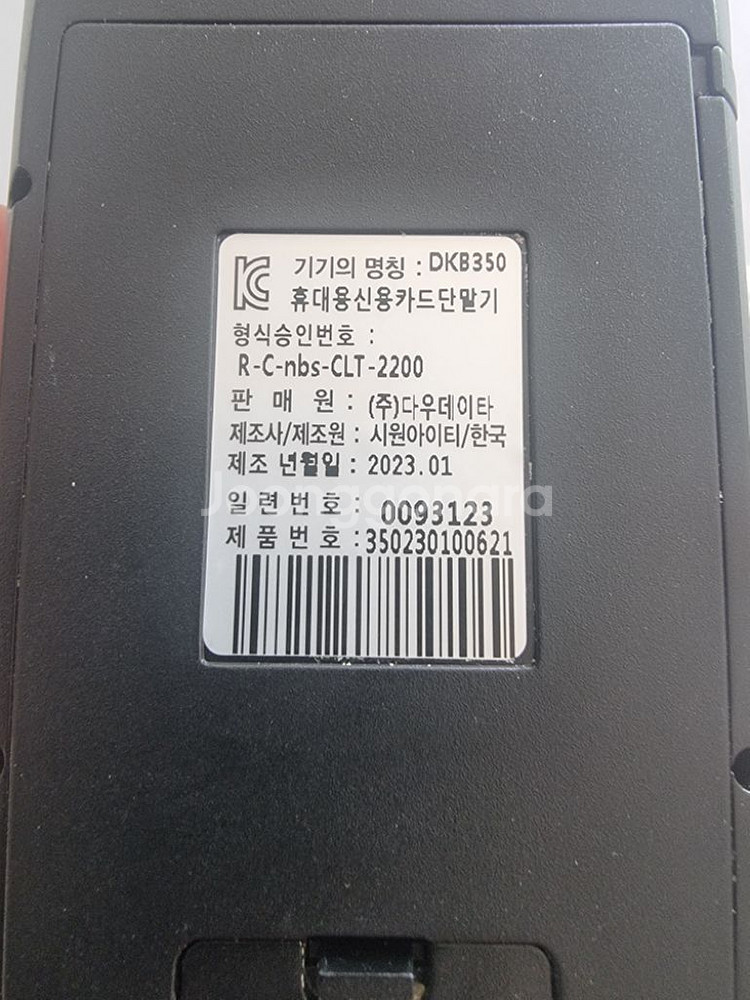 기기의 명칭 : DKB350
휴대용신용카드단말기
형식승인번호 :
R-C-nbs-CLT-2200
판 매 원 : (주)다우데이타
제조사/제조원 : 시원아이티/한국
제조 년월일 : 2023.01
일 련 번 호 : 0093123
제 품 번 호 : 350230100621
Joonggonara